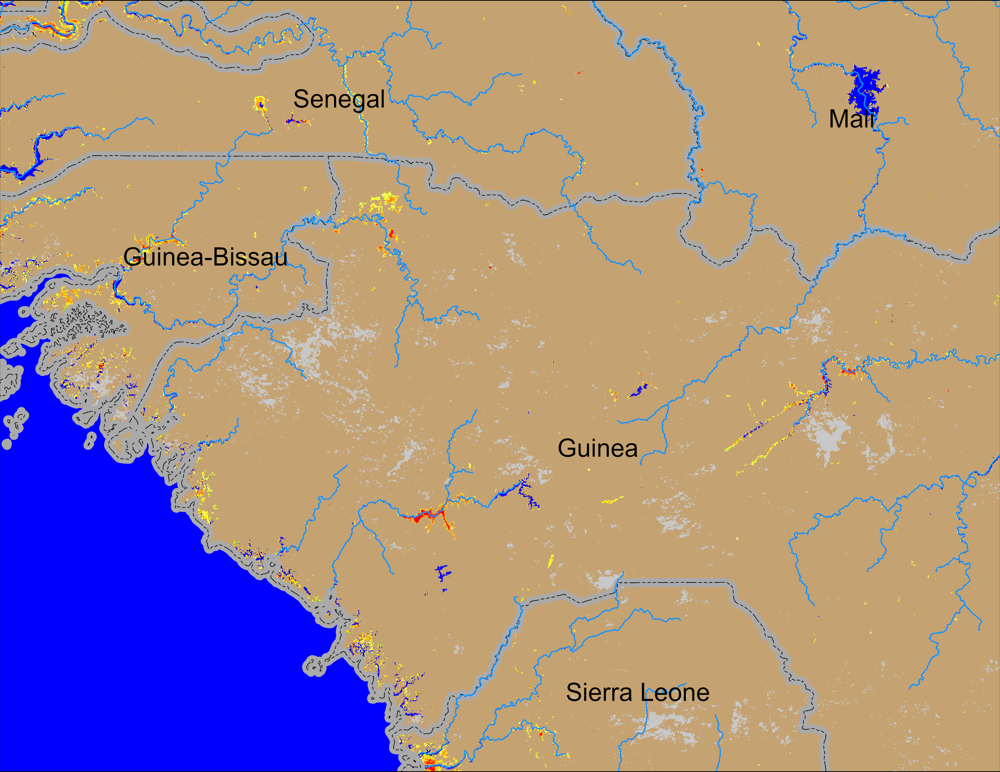 Senegal
Mali
Guinea-Bissau
Guinea
Sierra Leone